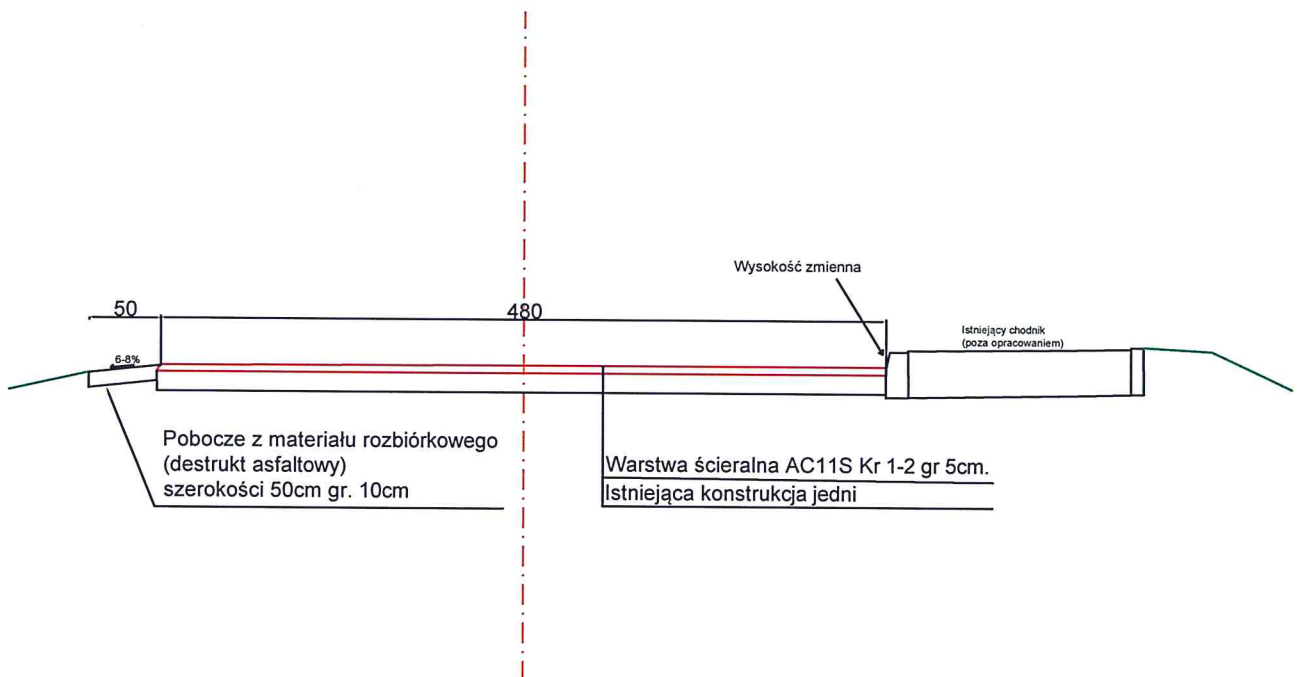 Wysokość zmienna
50
480
Istniejący chodnik
(poza opracowaniem)
6-8%
Pobocze z materiału rozbiórkowego
(destrukt asfaltowy)
szerokości 50cm gr. 10cm
Warstwa ścieralna AC11S Kr 1-2 gr 5cm.
Istniejąca konstrukcja jedni